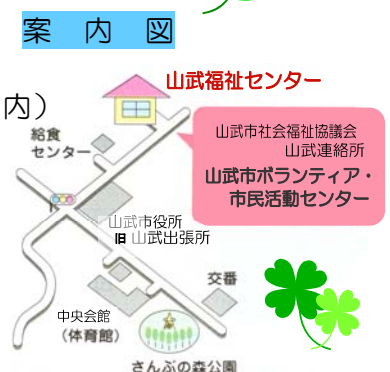 案 内 図
山武福祉センター
内）
山武市社会福祉協議会
山武連絡所
山武市ボランティア・
市民活動センター
給食
センター
山武市役所
旧 山武出張所
交番
中央会館
（体育館）
さんぶの森公園